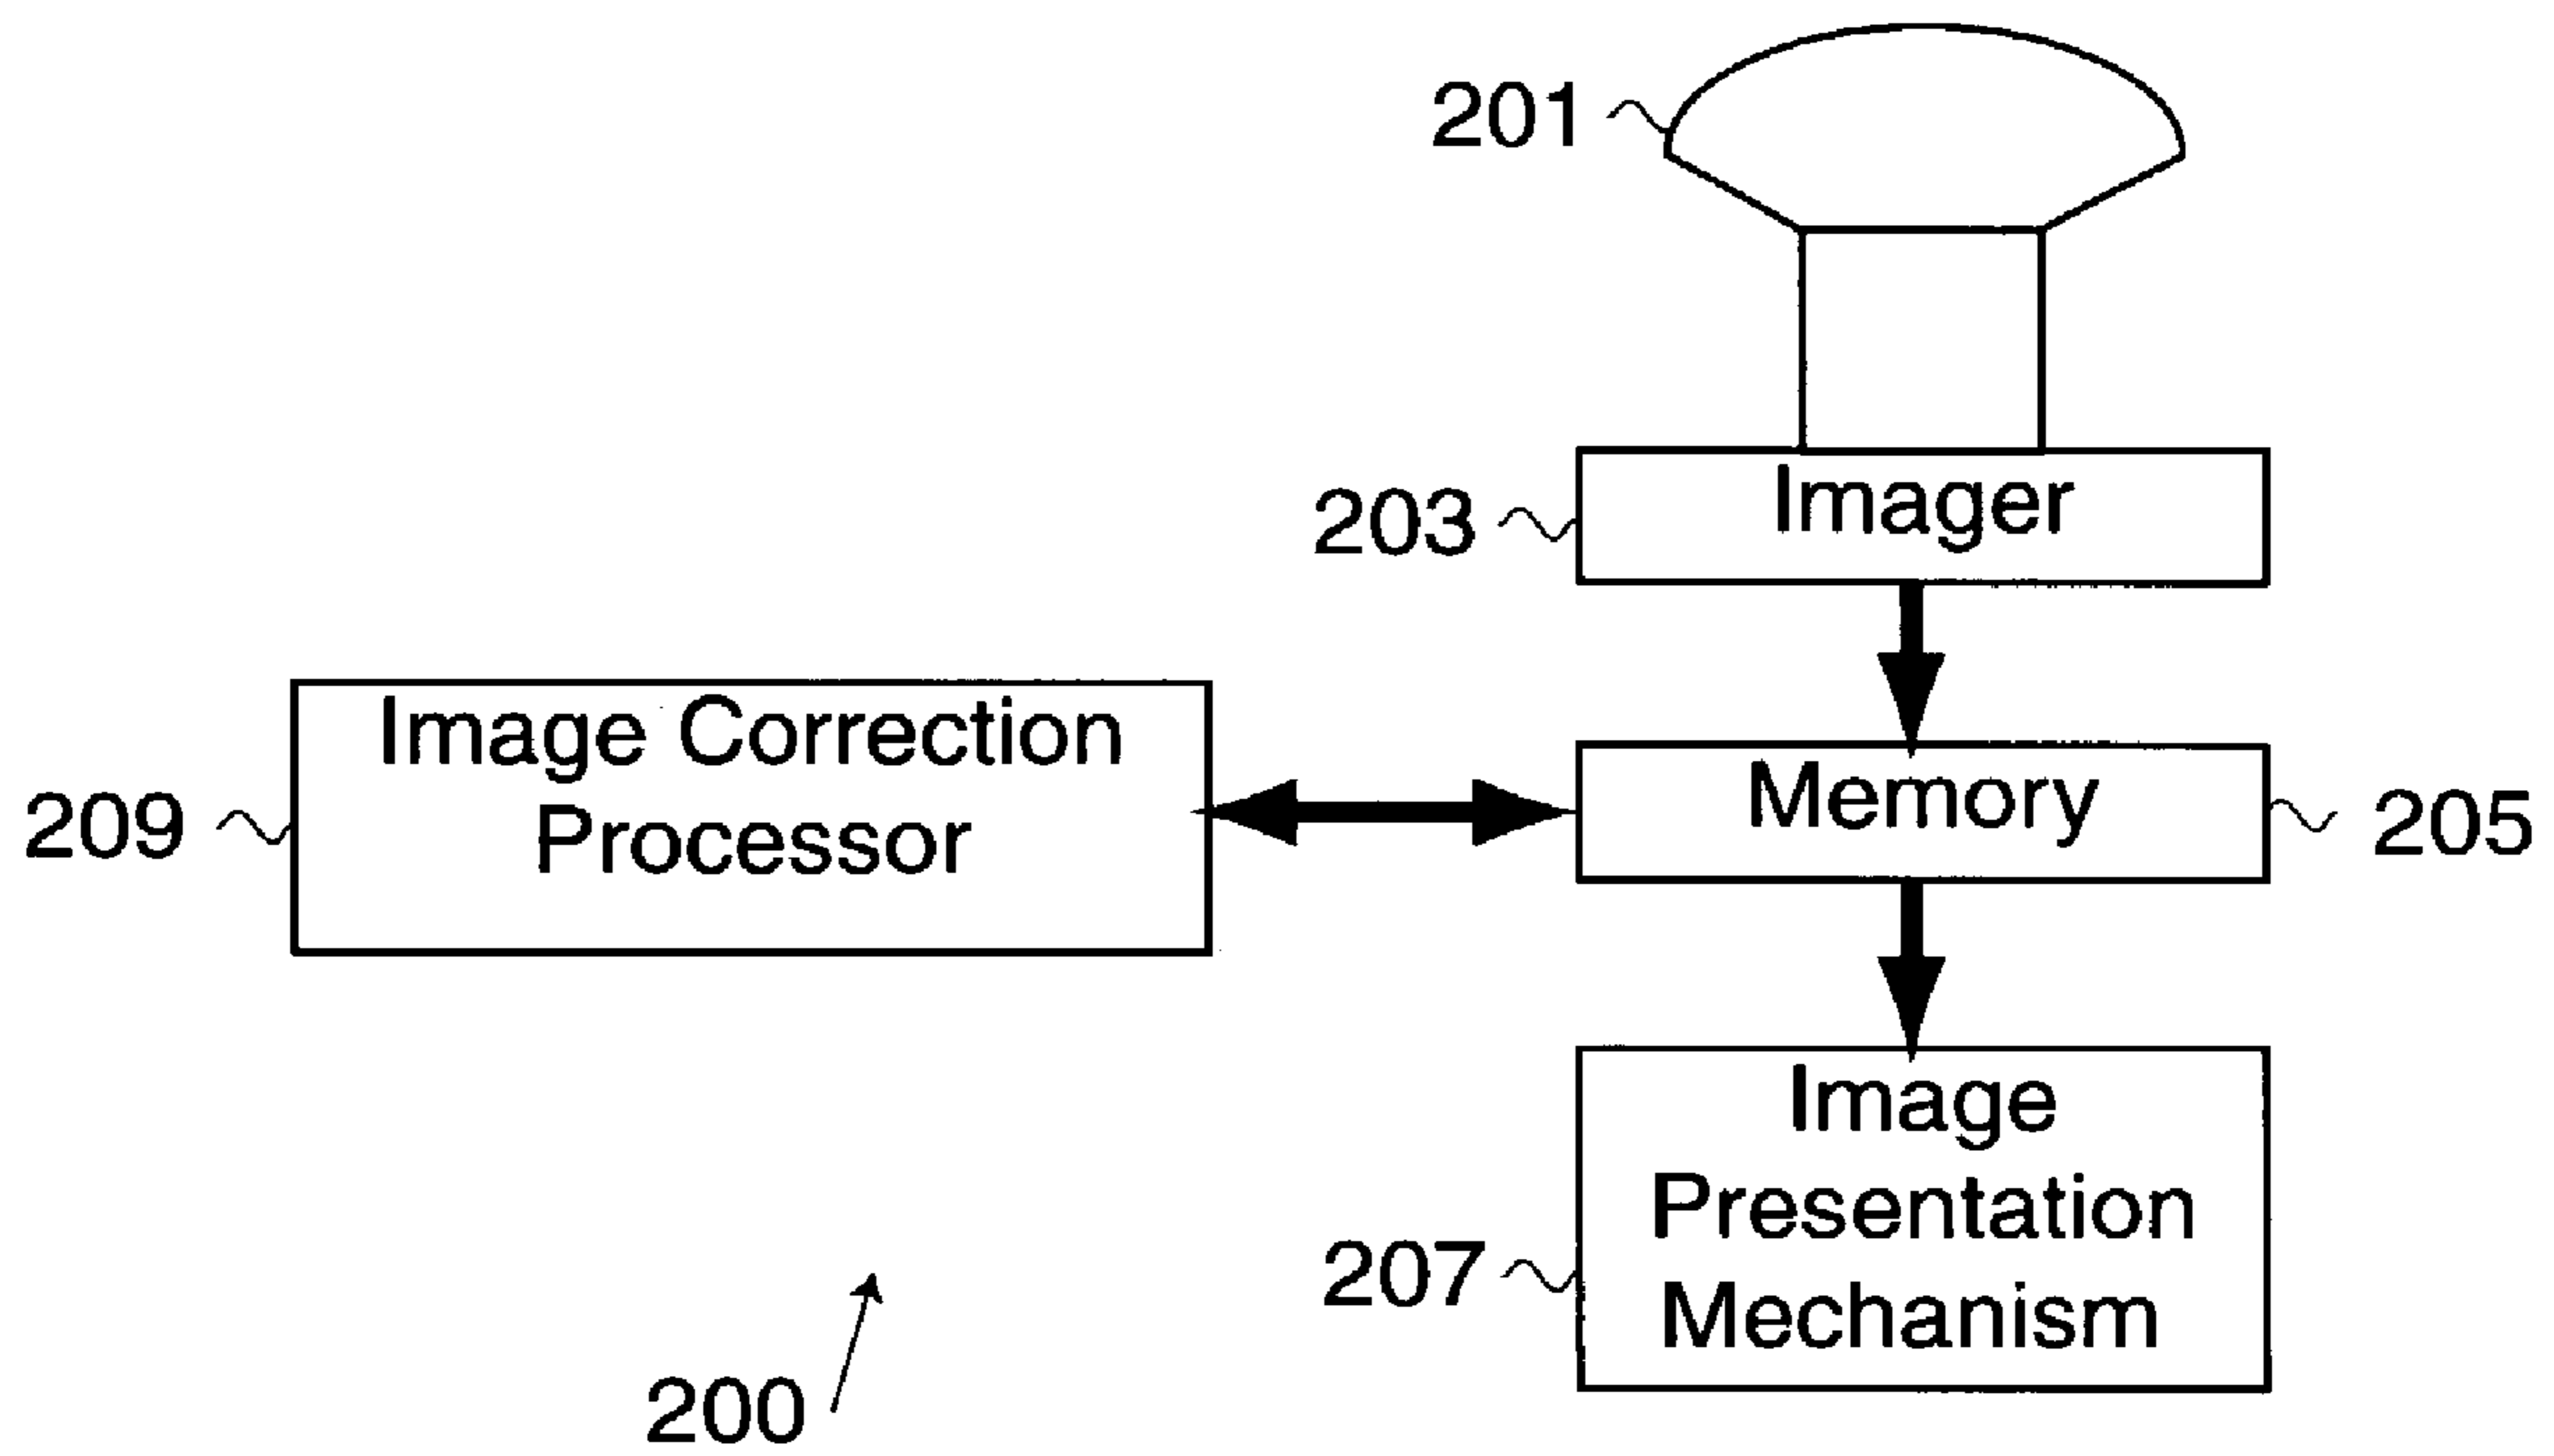 201
203
Imager
Image Correction
Processor
209
Memory
205
Image
Presentation
Mechanism
207
200